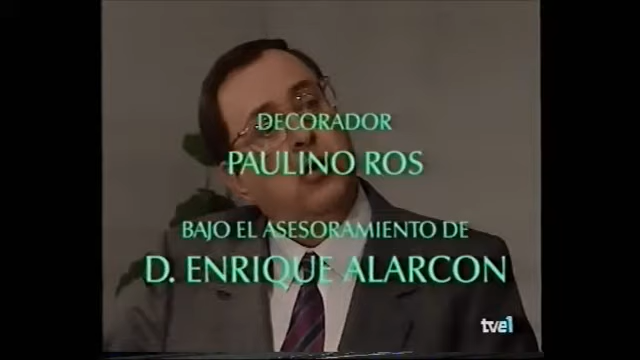 DECORADOR
PAULINO ROS
BAJO EL ASESORAMIENTO DE
D. ENRIQUE ALARCON
tve1